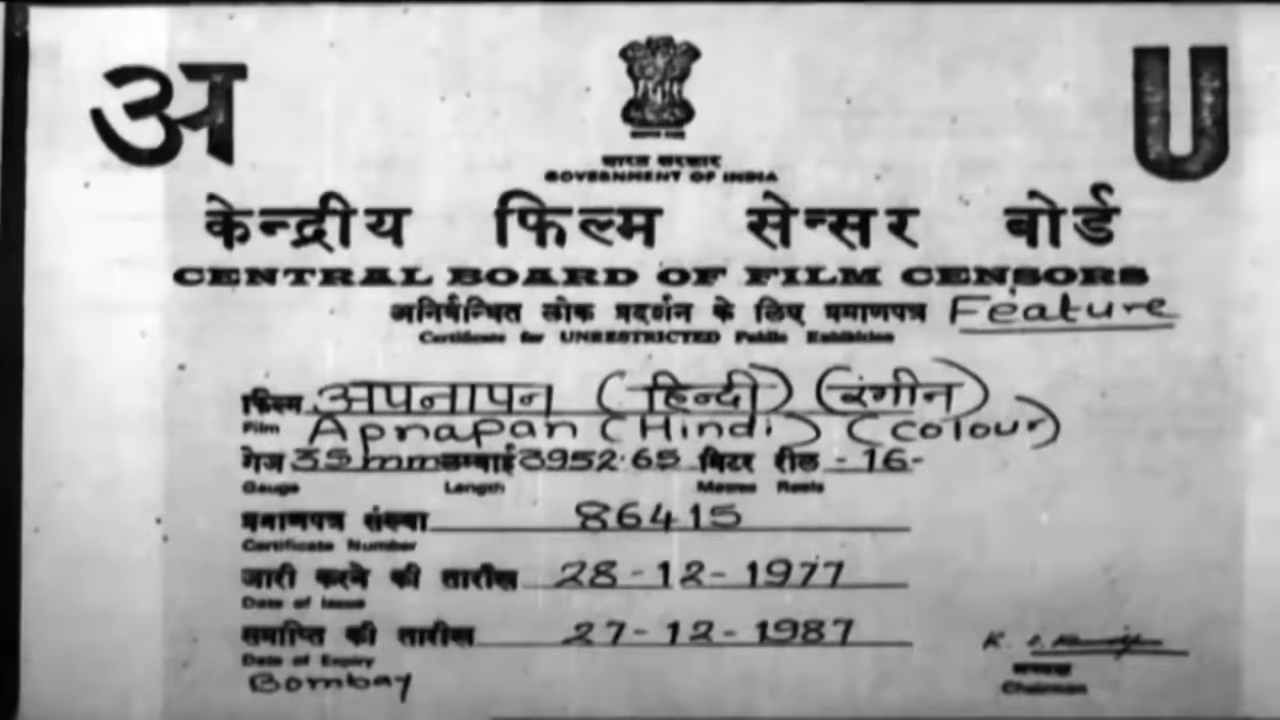 अ
U
भारत सरकार
GOVERNMENT OF INDIA
केन्द्रीय फिल्म सेन्सर बोर्ड
CENTRAL BOARD OF FILM CENSORS
अनिर्बन्धित लोक प्रदर्शन के लिए प्रमाणपत्र Feature
Certificate for UNRESTRICTED Public Exhibition
फिल्म अपनापन (हिन्दी) (रंगीन)
Film Apnapan (Hindi) (Colour)
गेज 35mm लम्बाई 3952.65 मिटर रील -16-
Gauge Length Metres Reels
प्रमाणपत्र संख्या 86415
Certificate Number
जारी करने की तारीख 28-12-1977
Date of Issue
समाप्ति की तारीख 27-12-1987
Date of Expiry
Bombay
अध्यक्ष
Chairman